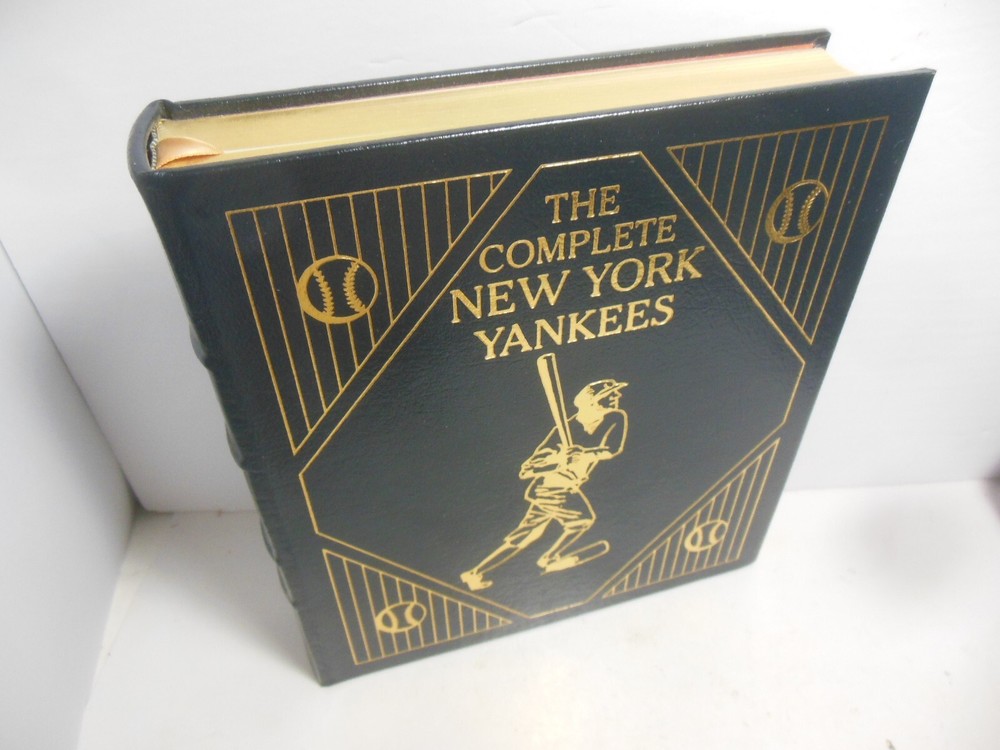 THE
COMPLETE
NEW YORK
YANKEES